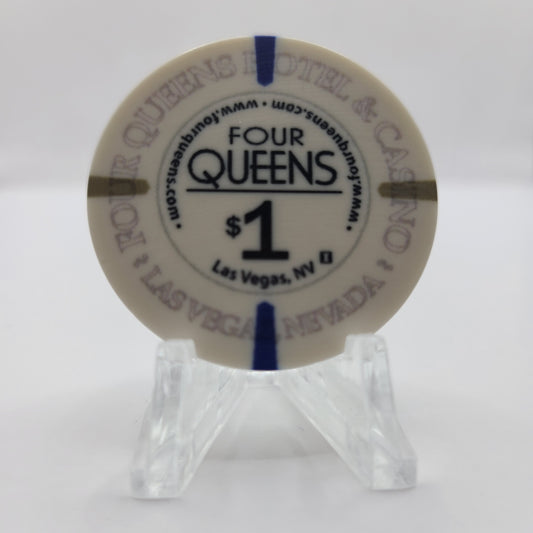 FOUR QUEENS HOTEL & CASINO
www.fourqueens.com • www.fourqueens.com •
FOUR
QUEENS
$1
Las Vegas, NV
LAS VEGAS, NEVADA